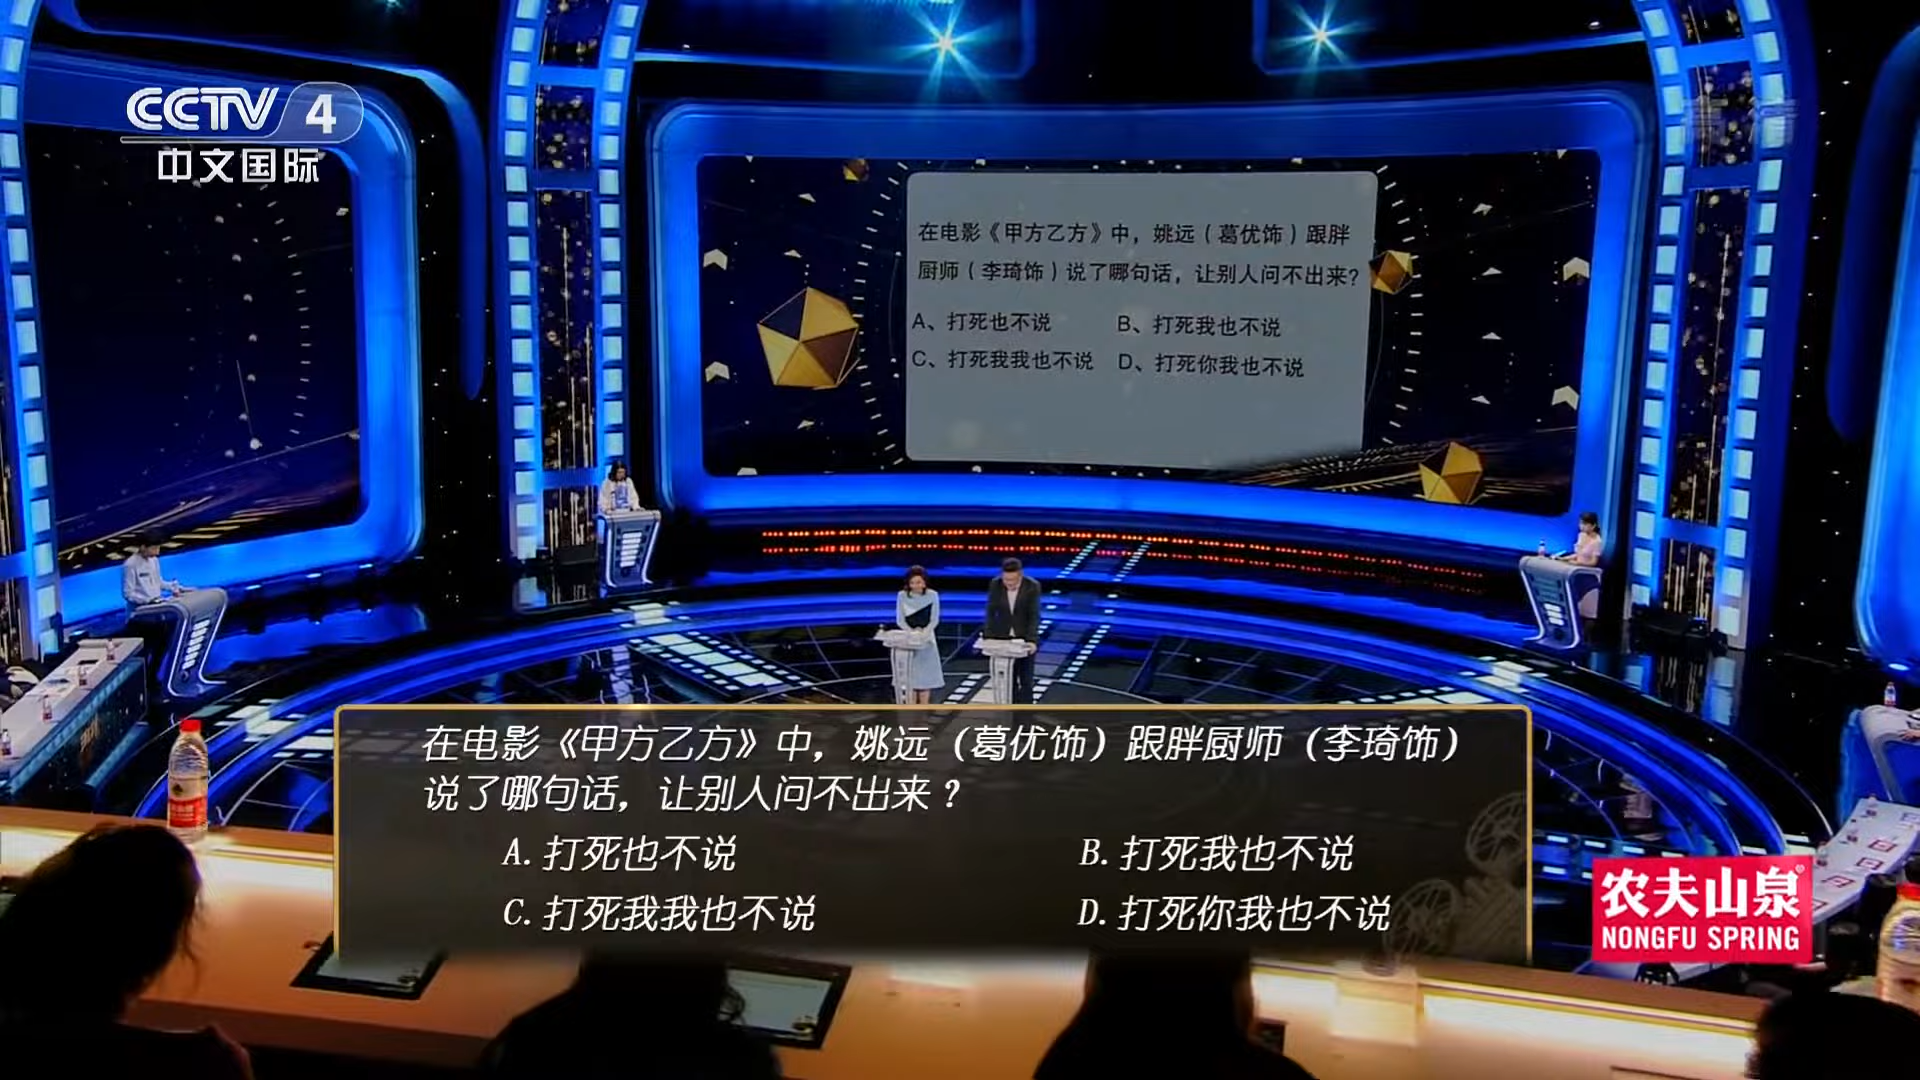 CCTV 4
中文国际
在电影《甲方乙方》中，姚远（葛优饰）跟胖
厨师（李琦饰）说了哪句话，让别人问不出来?
A、打死也不说 B、打死我也不说
C、打死我我也不说 D、打死你我也不说
在电影《甲方乙方》中，姚远（葛优饰）跟胖厨师（李琦饰）
说了哪句话，让别人问不出来？
A. 打死也不说 B. 打死我也不说
C. 打死我我也不说 D. 打死你我也不说
农夫山泉
NONGFU SPRING